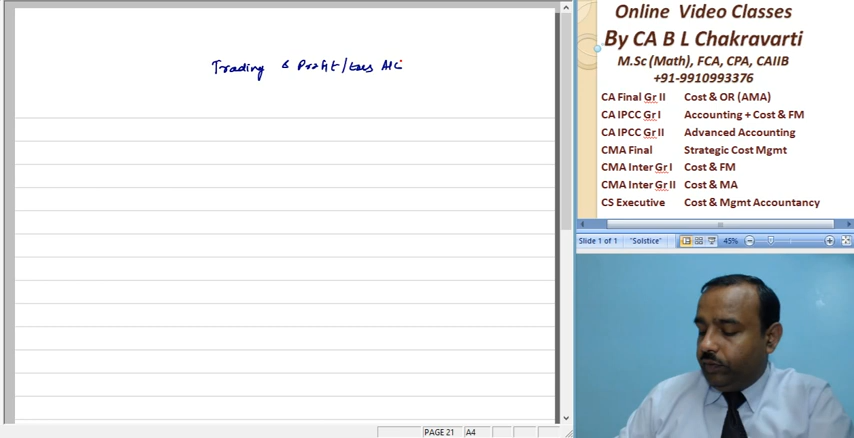 Trading & Profit/Loss A/C
Online Video Classes
By CA B L Chakravarti
M.Sc (Math), FCA, CPA, CAIIB
+91-9910993376
CA Final Gr II Cost & OR (AMA)
CA IPCC Gr I Accounting + Cost & FM
CA IPCC Gr II Advanced Accounting
CMA Final Strategic Cost Mgmt
CMA Inter Gr I Cost & FM
CMA Inter Gr II Cost & MA
CS Executive Cost & Mgmt Accountancy
Slide 1 of 1 "Solstice" 45%
PAGE 21 A4